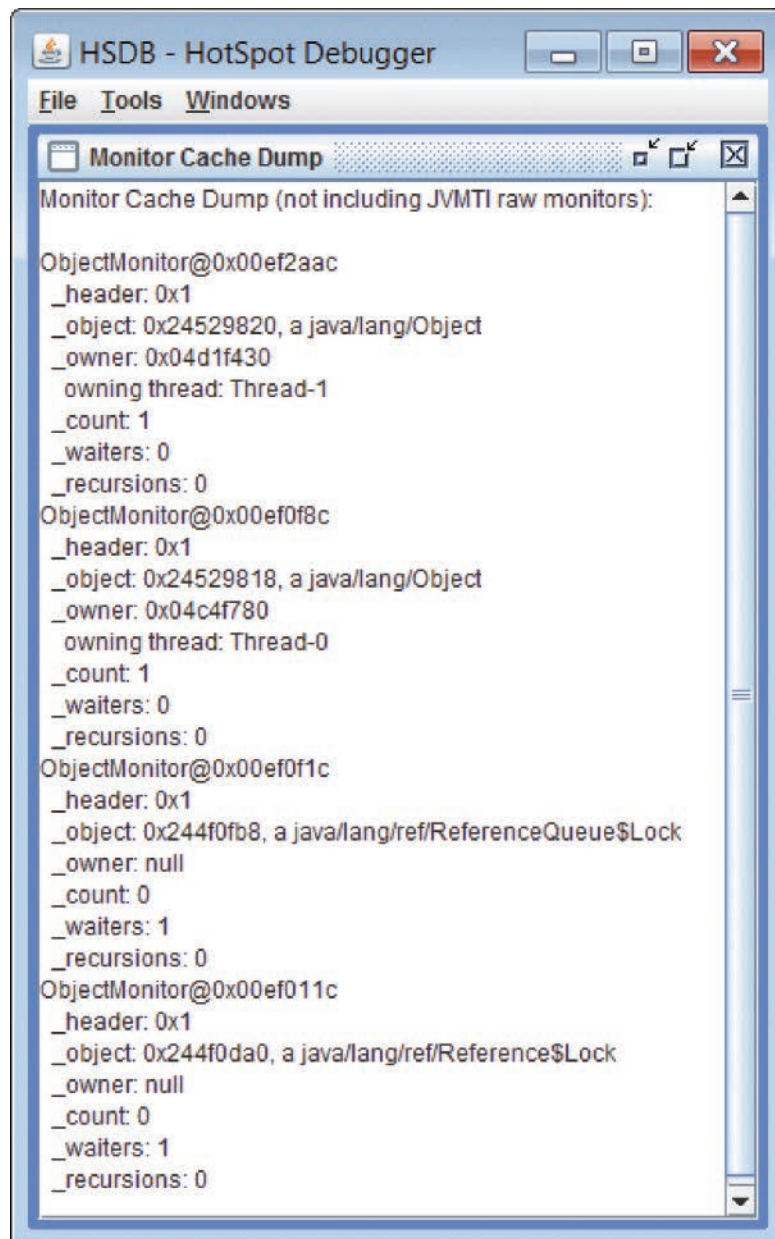 HSDB - HotSpot Debugger
File Tools Windows
Monitor Cache Dump
Monitor Cache Dump (not including JVMTI raw monitors):
ObjectMonitor@0x00ef2aac
_header: 0x1
_object: 0x24529820, a java/lang/Object
_owner: 0x04d1f430
owning thread: Thread-1
_count: 1
_waiters: 0
_recursions: 0
ObjectMonitor@0x00ef0f8c
_header: 0x1
_object: 0x24529818, a java/lang/Object
_owner: 0x04c4f780
owning thread: Thread-0
_count: 1
_waiters: 0
_recursions: 0
ObjectMonitor@0x00ef0f1c
_header: 0x1
_object: 0x244f0fb8, a java/lang/ref/ReferenceQueue$Lock
_owner: null
_count: 0
_waiters: 1
_recursions: 0
ObjectMonitor@0x00ef011c
_header: 0x1
_object: 0x244f0da0, a java/lang/ref/Reference$Lock
_owner: null
_count: 0
_waiters: 1
_recursions: 0